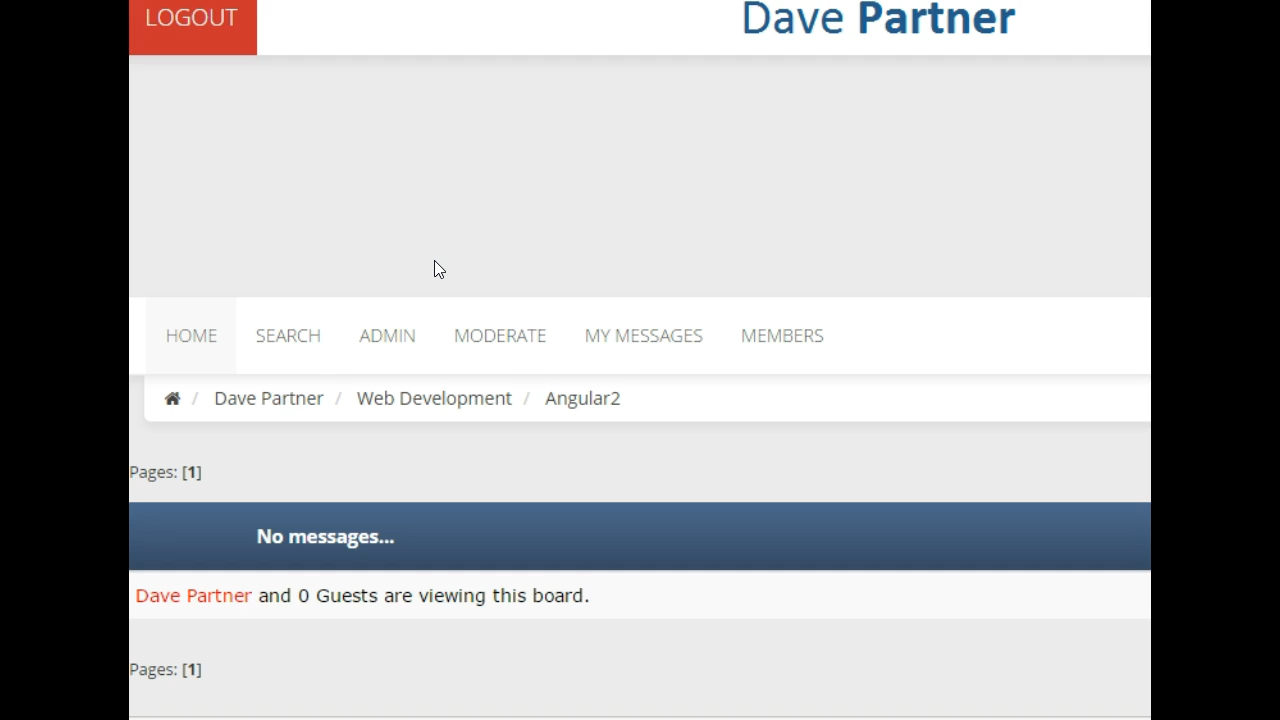 LOGOUT
Dave Partner
HOME SEARCH ADMIN MODERATE MY MESSAGES MEMBERS
/ Dave Partner / Web Development / Angular2
Pages: [1]
No messages...
Dave Partner and 0 Guests are viewing this board.
Pages: [1]